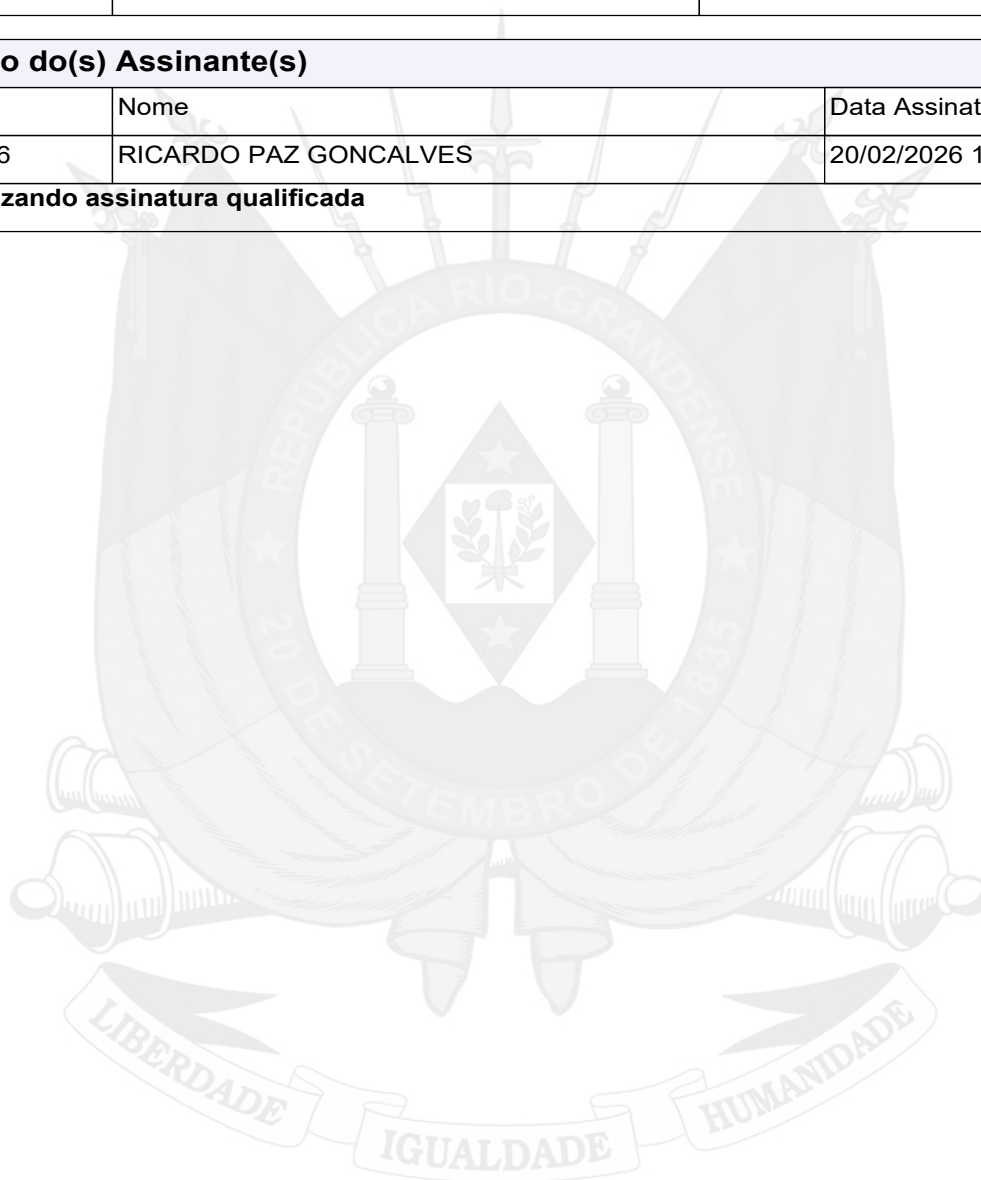 o do(s) Assinante(s)
Nome Data Assinat
6 RICARDO PAZ GONCALVES 20/02/2026 1
zando assinatura qualificada
REPÚBLICA RIO-GRANDENSE
20 DE SETEMBRO DE 1835
LIBERDADE IGUALDADE HUMANIDADE